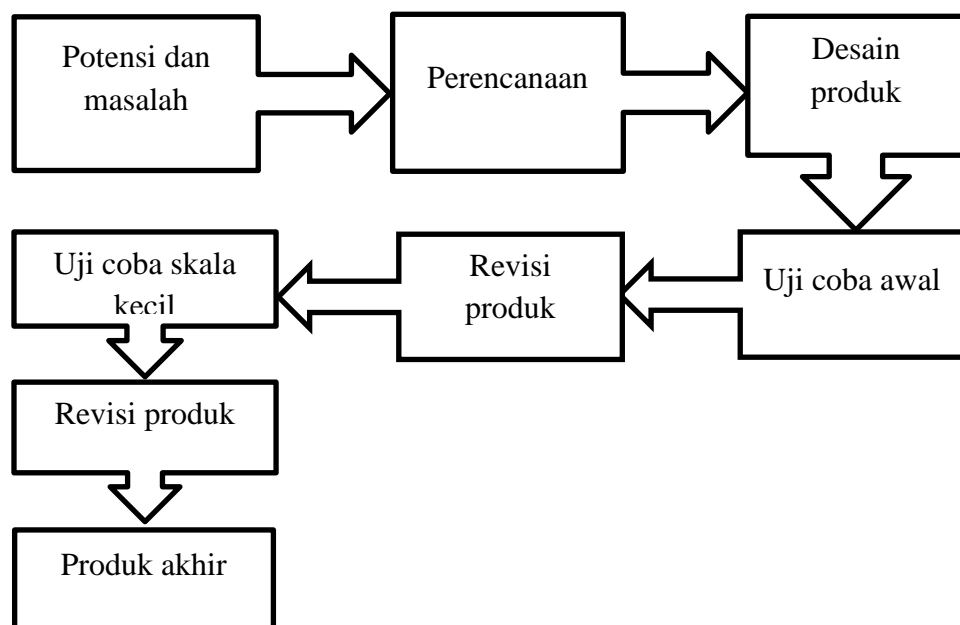 Potensi dan
masalah
Perencanaan
Desain
produk
Uji coba awal
Revisi
produk
Uji coba skala
kecil
Revisi produk
Produk akhir